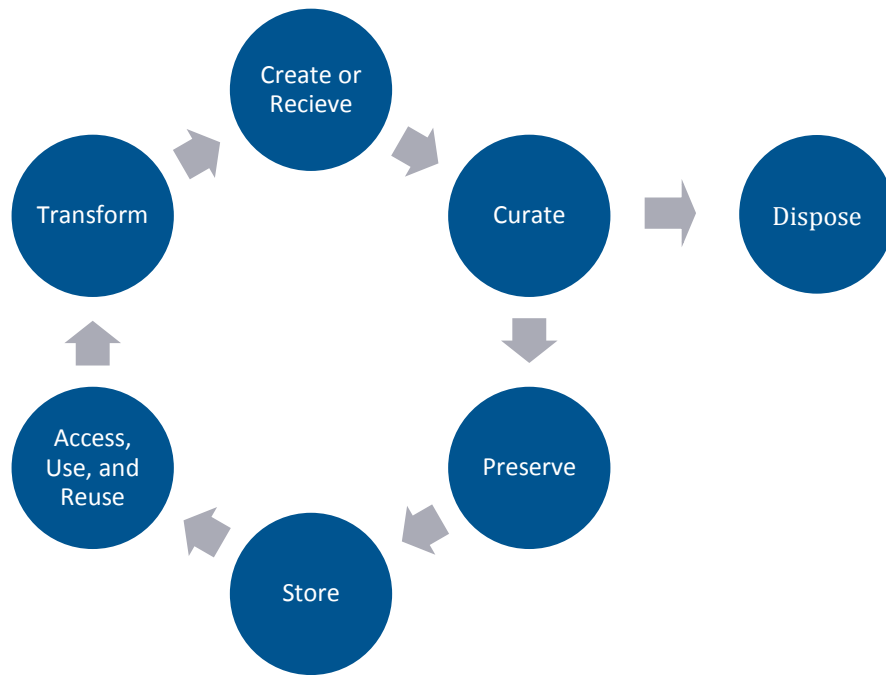 Create or
Recieve
Transform
Curate
Dispose
Access,
Use, and
Reuse
Preserve
Store